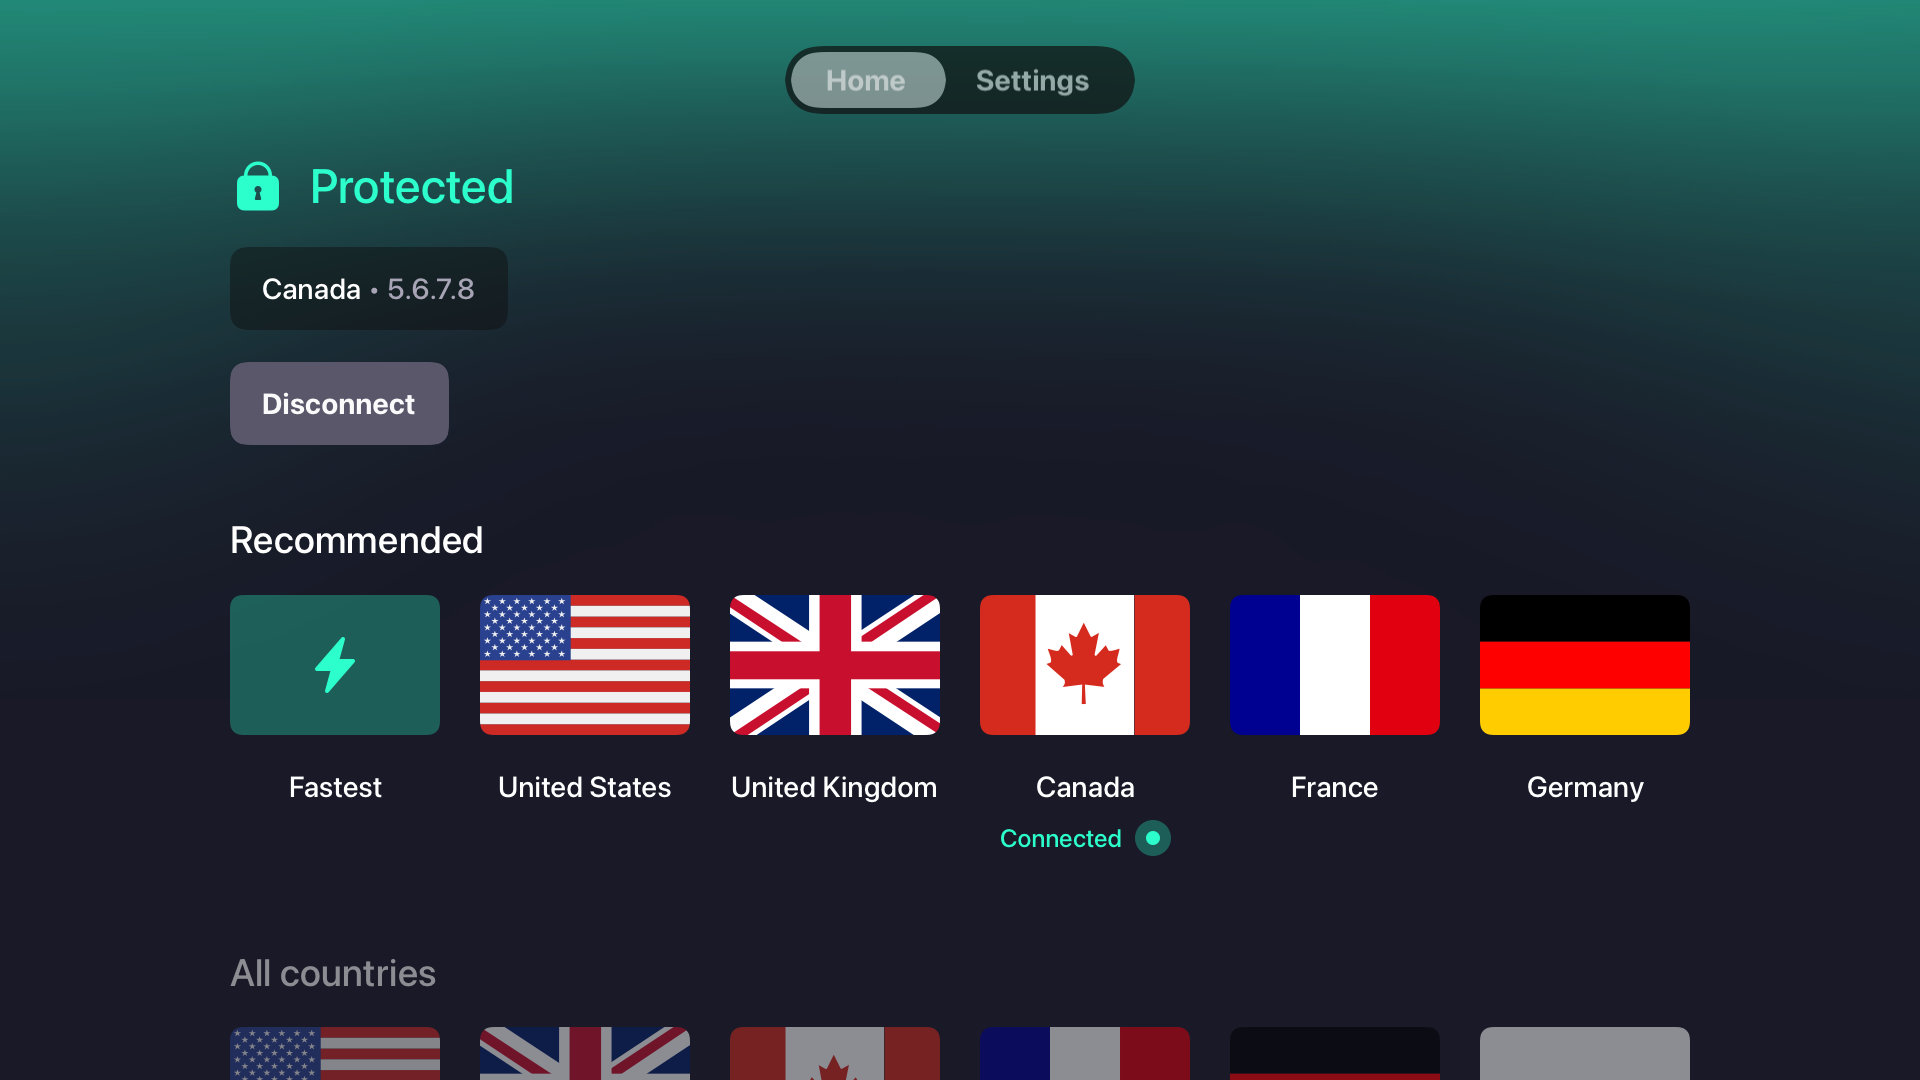 Home Settings
Protected
Canada • 5.6.7.8
Disconnect
Recommended
Fastest United States United Kingdom Canada France Germany
Connected
All countries